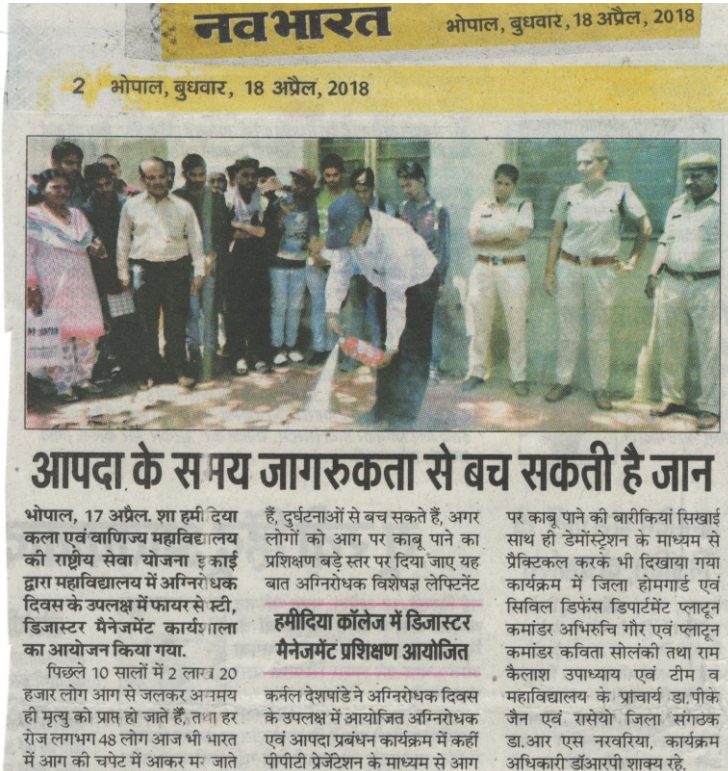 नवभारत
भोपाल, बुधवार, 18 अप्रैल, 2018
2 भोपाल, बुधवार, 18 अप्रैल, 2018
आपदा के समय जागरुकता से बच सकती है जान
भोपाल, 17 अप्रैल. शा हमीदिया
कला एवं वाणिज्य महाविद्यालय
की राष्ट्रीय सेवा योजना इकाई
द्वारा महाविद्यालय में अग्निरोधक
दिवस के उपलक्ष में फायर सेफ्टी,
डिजास्टर मैनेजमेंट कार्यशाला
का आयोजन किया गया.
पिछले 10 सालों में 2 लाख 20
हजार लोग आग से जलकर असमय
ही मृत्यु को प्राप्त हो जाते हैं, तथा हर
रोज लगभग 48 लोग आज भी भारत
में आग की चपेट में आकर मर जाते
हैं, दुर्घटनाओं से बच सकते हैं, अगर
लोगों को आग पर काबू पाने का
प्रशिक्षण बड़े स्तर पर दिया जाए यह
बात अग्निरोधक विशेषज्ञ लेफ्टिनेंट
हमीदिया कॉलेज में डिजास्टर
मैनेजमेंट प्रशिक्षण आयोजित
कर्नल देशपांडे ने अग्निरोधक दिवस
के उपलक्ष में आयोजित अग्निरोधक
एवं आपदा प्रबंधन कार्यक्रम में कहीं
पीपीटी प्रेजेंटेशन के माध्यम से आग
पर काबू पाने की बारीकियां सिखाई
साथ ही डेमोंस्ट्रेशन के माध्यम से
प्रैक्टिकल करके भी दिखाया गया
कार्यक्रम में जिला होमगार्ड एवं
सिविल डिफेंस डिपार्टमेंट प्लाटून
कमांडर अभिरुचि गौर एवं प्लाटून
कमांडर कविता सोलंकी तथा राम
कैलाश उपाध्याय एवं टीम व
महाविद्यालय के प्राचार्य डा.पीके
जैन एवं रासेयो जिला संगठक
डा.आर एस नरवरिया, कार्यक्रम
अधिकारी डॉआरपी शाक्य रहे.